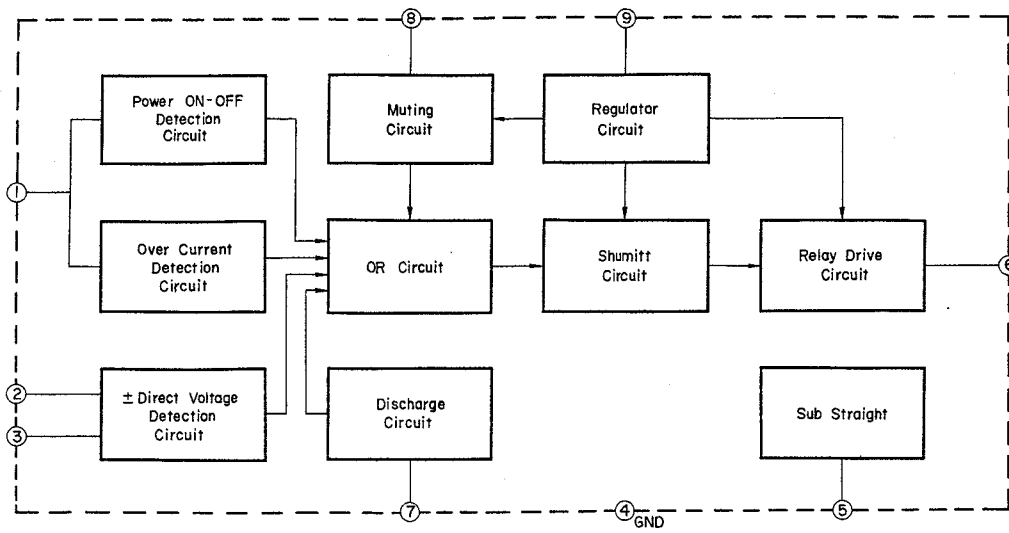 8
9
Power ON-OFF
Detection
Circuit
Muting
Circuit
Regulator
Circuit
1
Over Current
Detection
Circuit
OR Circuit
Shumitt
Circuit
Relay Drive
Circuit
6
2
3
± Direct Voltage
Detection
Circuit
Discharge
Circuit
Sub Straight
7
4
GND
5